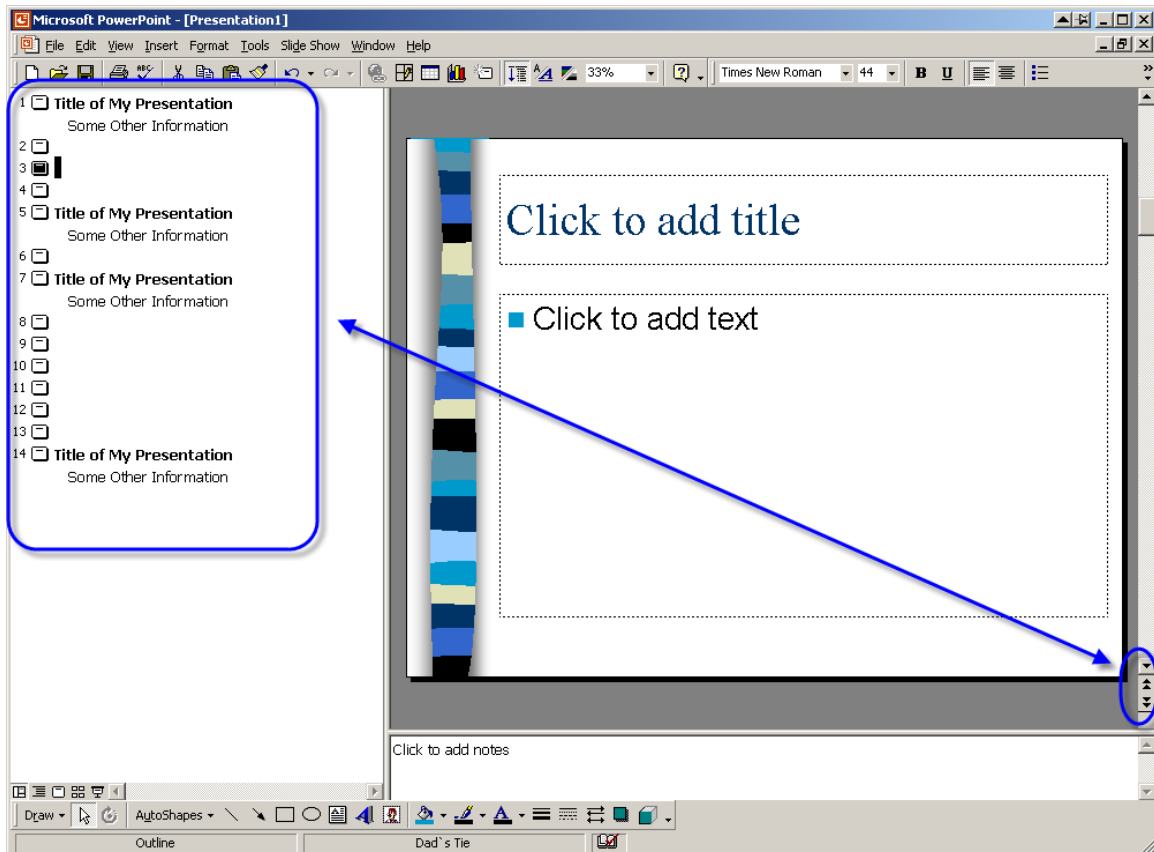 Microsoft PowerPoint - [Presentation1]
File Edit View Insert Format Tools Slide Show Window Help
ABC 33% Times New Roman 44 B U
1 Title of My Presentation
Some Other Information
2
3
4
5 Title of My Presentation
Some Other Information
6
7 Title of My Presentation
Some Other Information
8
9
10
11
12
13
14 Title of My Presentation
Some Other Information
Click to add title
Click to add text
Click to add notes
Draw AutoShapes
Outline Dad`s Tie